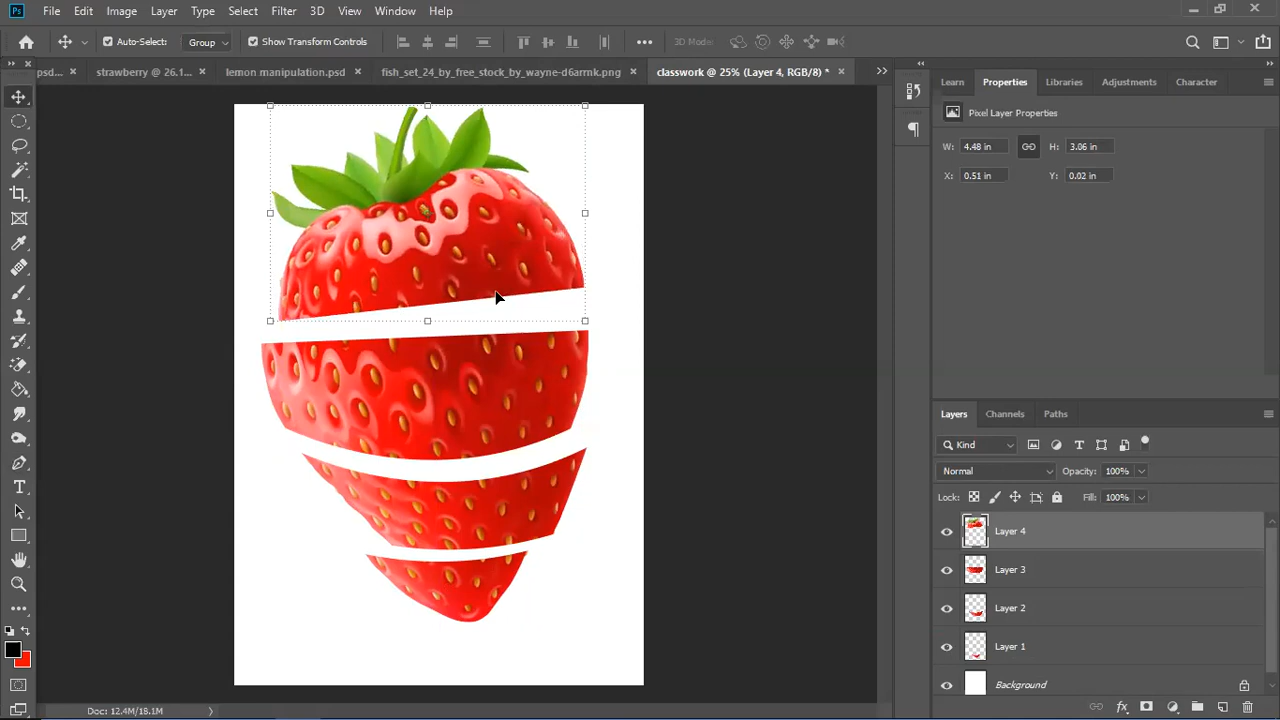 Ps File Edit Image Layer Type Select Filter 3D View Window Help
Auto-Select: Group Show Transform Controls 3D Mode
psd... × strawberry @ 26.1... × lemon manipulation.psd × fish_set_24_by_free_stock_by_wayne-d6arrnk.png × classwork @ 25% (Layer 4, RGB/8) * ×
Learn Properties Libraries Adjustments Character
Pixel Layer Properties
W: 4.48 in H: 3.06 in
X: 0.51 in Y: 0.02 in
Layers Channels Paths
Kind
Normal Opacity: 100%
Lock: Fill: 100%
Layer 4
Layer 3
Layer 2
Layer 1
Background
Doc: 12.4M/18.1M